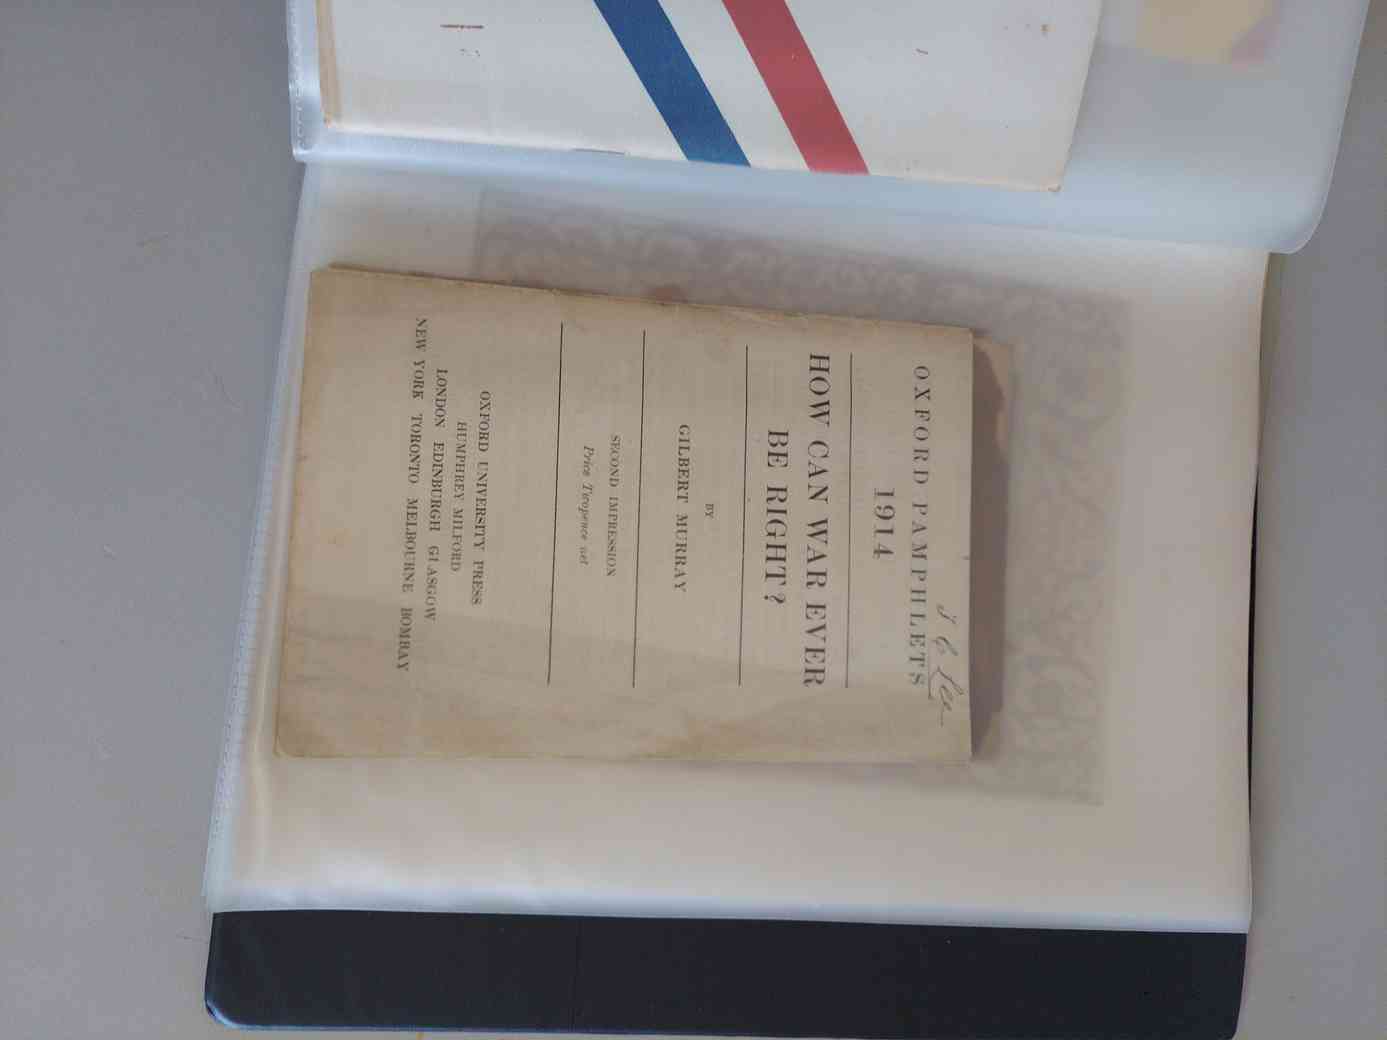 J C Lee
OXFORD PAMPHLETS
1914
HOW CAN WAR EVER
BE RIGHT?
BY
GILBERT MURRAY
SECOND IMPRESSION
Price Twopence net
OXFORD UNIVERSITY PRESS
HUMPHREY MILFORD
LONDON EDINBURGH GLASGOW
NEW YORK TORONTO MELBOURNE BOMBAY